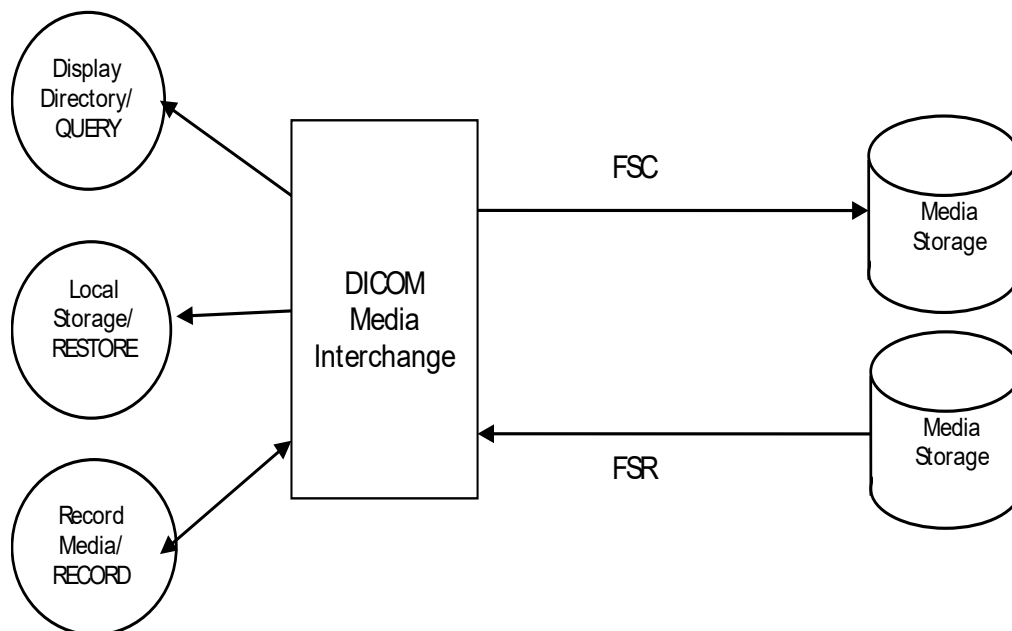 Display
Directory/
QUERY
Local
Storage/
RESTORE
Record
Media/
RECORD
DICOM
Media
Interchange
FSC
FSR
Media
Storage
Media
Storage